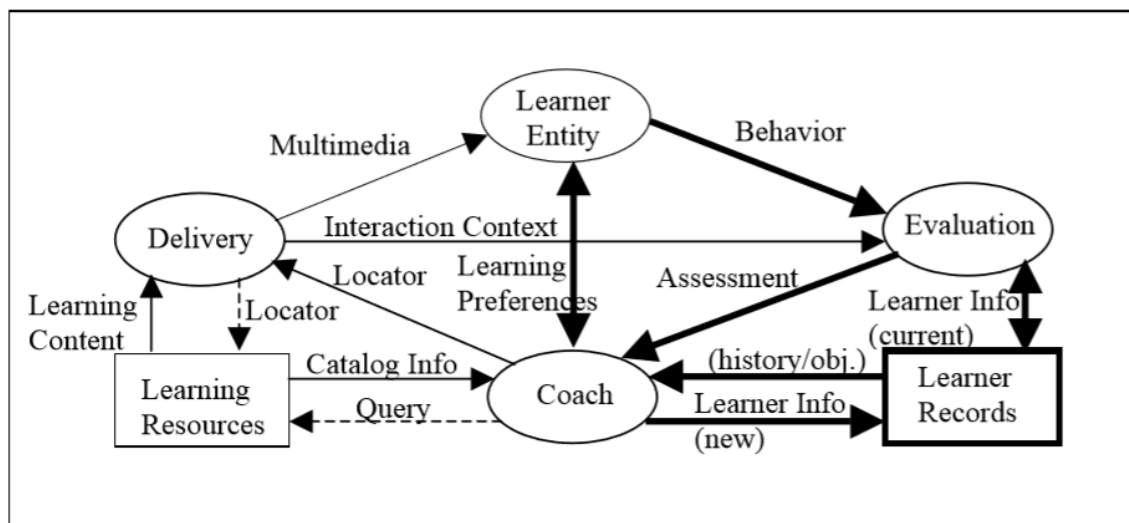 Learner
Entity
Multimedia
Behavior
Delivery
Interaction Context
Evaluation
Locator
Learning
Preferences
Assessment
Learning
Content
Locator
Learner Info
(current)
Learning
Resources
Catalog Info
Query
Coach
(history/obj.)
Learner Info
(new)
Learner
Records